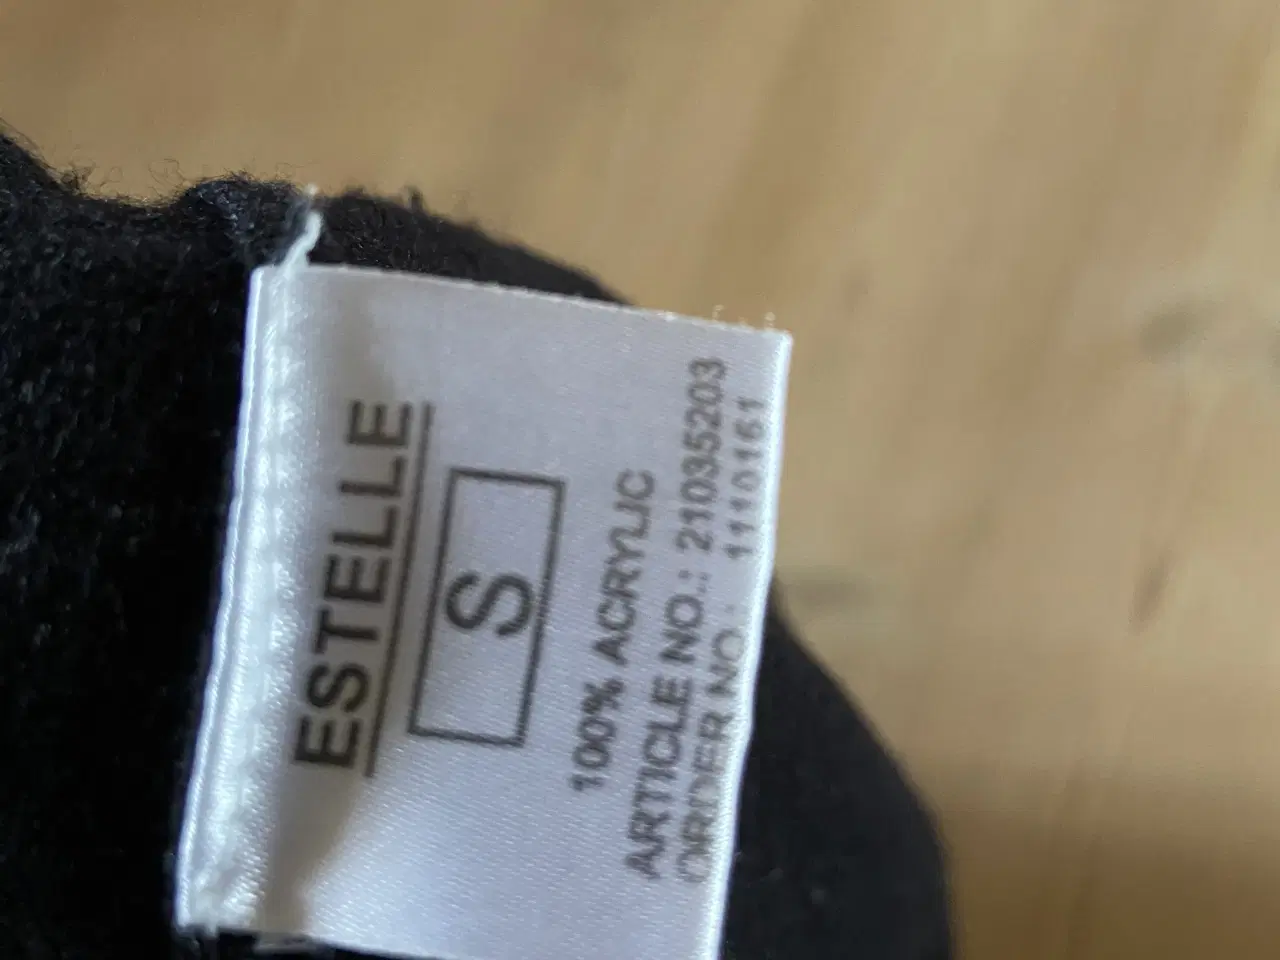 ESTELLE
S
100% ACRYLIC
ARTICLE NO.: 21035203
ORDER NO.: 1110161